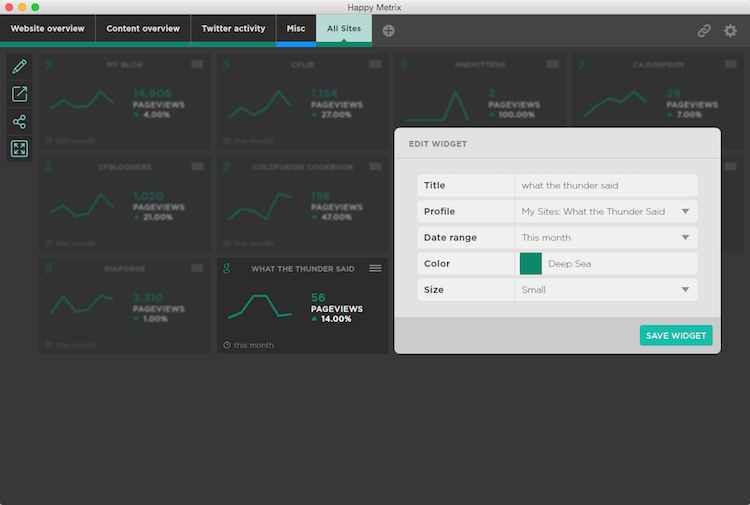 Happy Metrix
Website overview
Content overview
Twitter activity
Misc
All Sites
MY BLOG
14,906
PAGEVIEWS
4.00%
this month
CFLIB
1,154
PAGEVIEWS
27.00%
this month
ANDKITTENS
2
PAGEVIEWS
100.00%
CAJUNIPSUM
29
PAGEVIEWS
7.00%
CFBLOGGERS
1,020
PAGEVIEWS
21.00%
this month
COLDFUSION COOKBOOK
156
PAGEVIEWS
47.00%
this month
RIAFORGE
3,310
PAGEVIEWS
1.00%
this month
g
WHAT THE THUNDER SAID
56
PAGEVIEWS
14.00%
this month
EDIT WIDGET
Title what the thunder said
Profile My Sites: What the Thunder Said
Date range This month
Color Deep Sea
Size Small
SAVE WIDGET